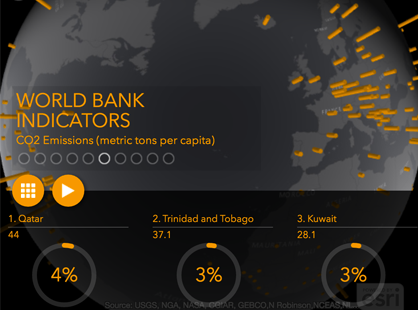 WORLD BANK
INDICATORS
CO2 Emissions (metric tons per capita)
1. Qatar
2. Trinidad and Tobago
3. Kuwait
44
37.1
28.1
4%
3%
3%
Source: USGS, NGA, NASA, CGIAR, GEBCO,N Robinson,NCEAS,NL
esri